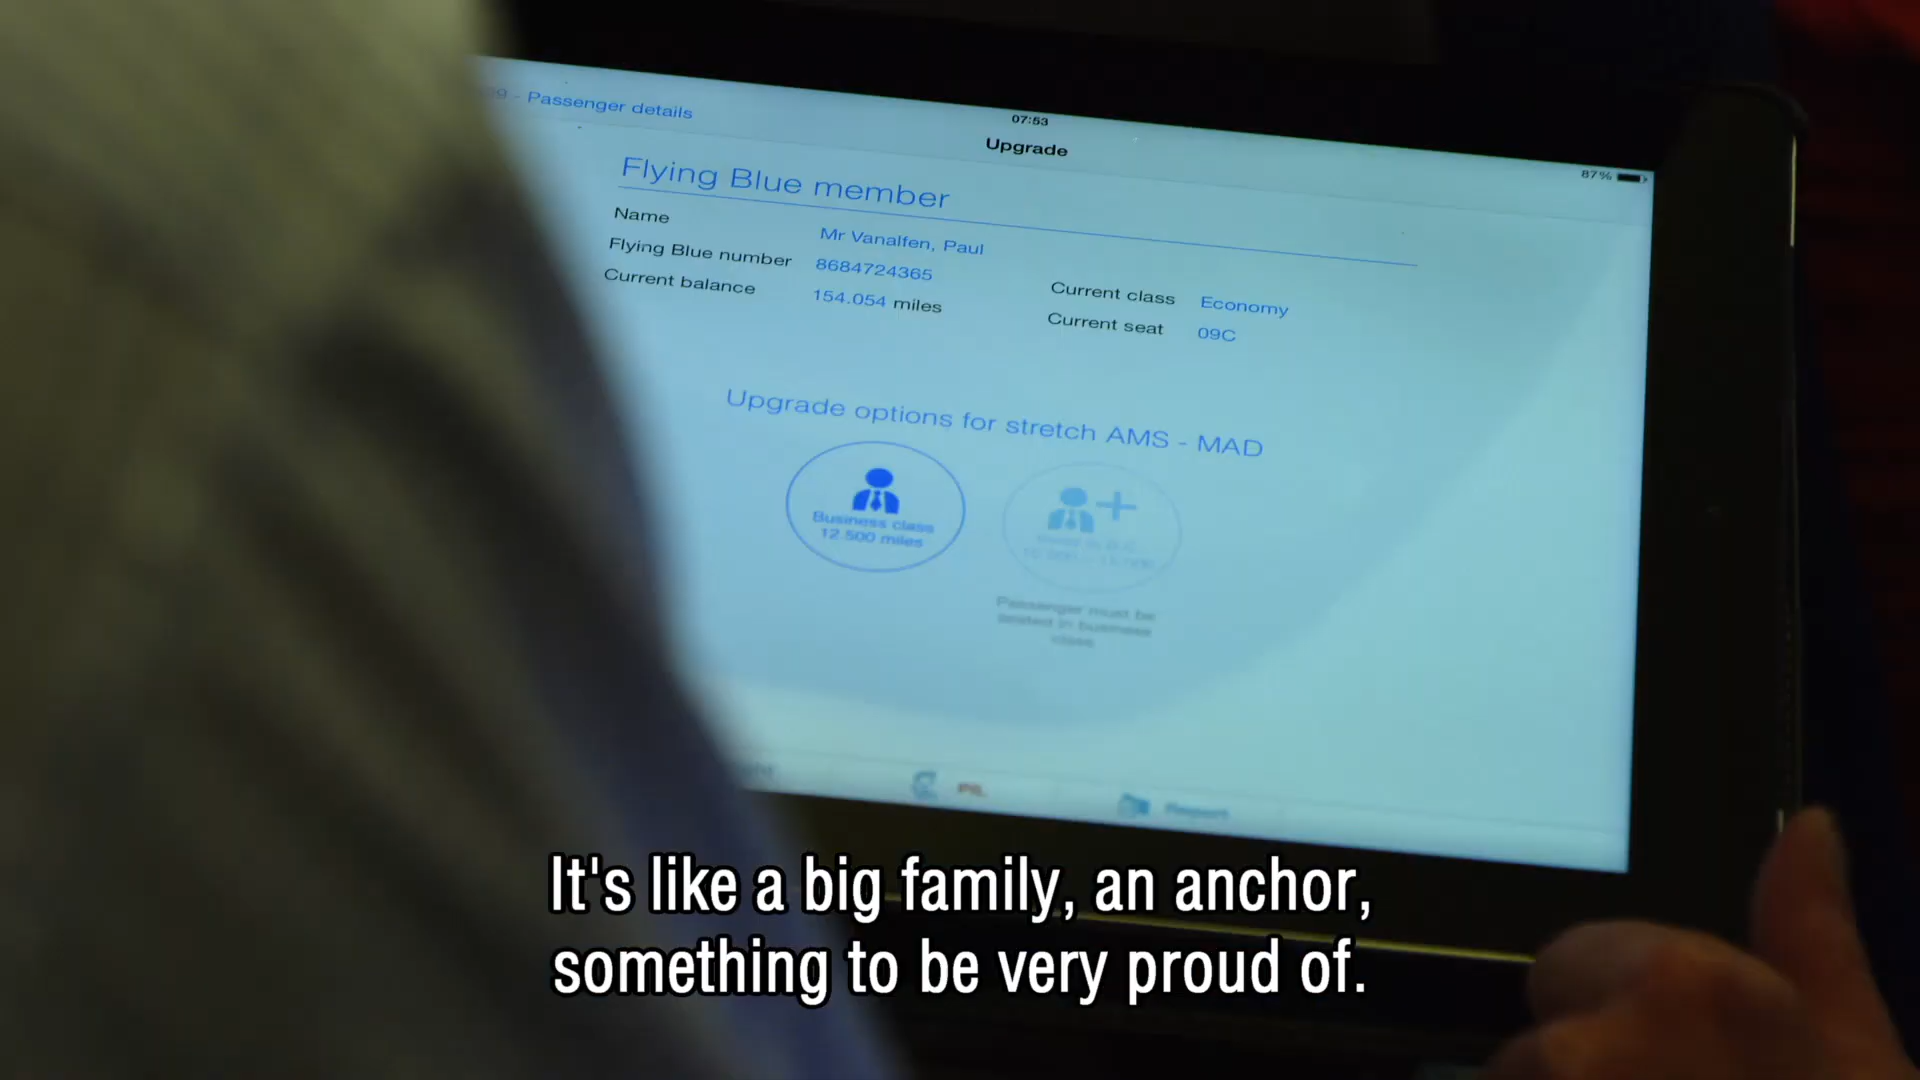 - Passenger details
07:53
87%
Upgrade
Flying Blue member
Name Mr Vanalfen, Paul
Flying Blue number 8684724365
Current balance 154.054 miles
Current class Economy
Current seat 09C
Upgrade options for stretch AMS - MAD
Business class
12.500 miles
Passenger must be
seated in business
class
PIL
Report
It's like a big family, an anchor,
something to be very proud of.